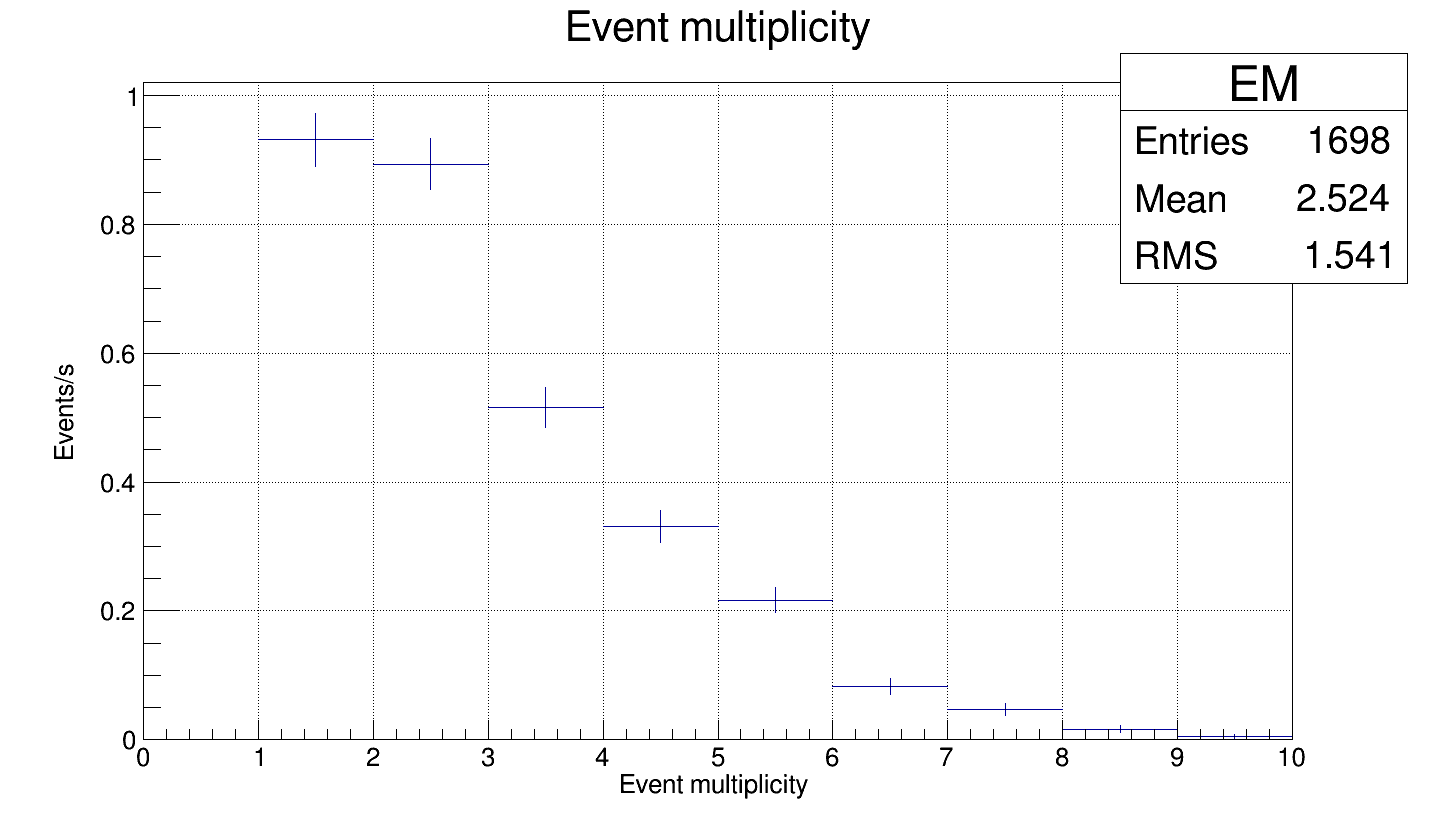 Event multiplicity
EM
Entries 1698
Mean 2.524
RMS 1.541
1
0.8
0.6
0.4
0.2
0
Events/s
0 1 2 3 4 5 6 7 8 9 10
Event multiplicity